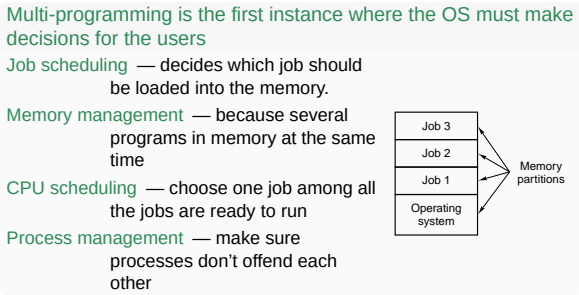 Multi-programming is the first instance where the OS must make
decisions for the users
Job scheduling — decides which job should
be loaded into the memory.
Memory management — because several
programs in memory at the same
time
CPU scheduling — choose one job among all
the jobs are ready to run
Process management — make sure
processes don’t offend each
other
Job 3
Job 2
Job 1
Operating
system
Memory
partitions